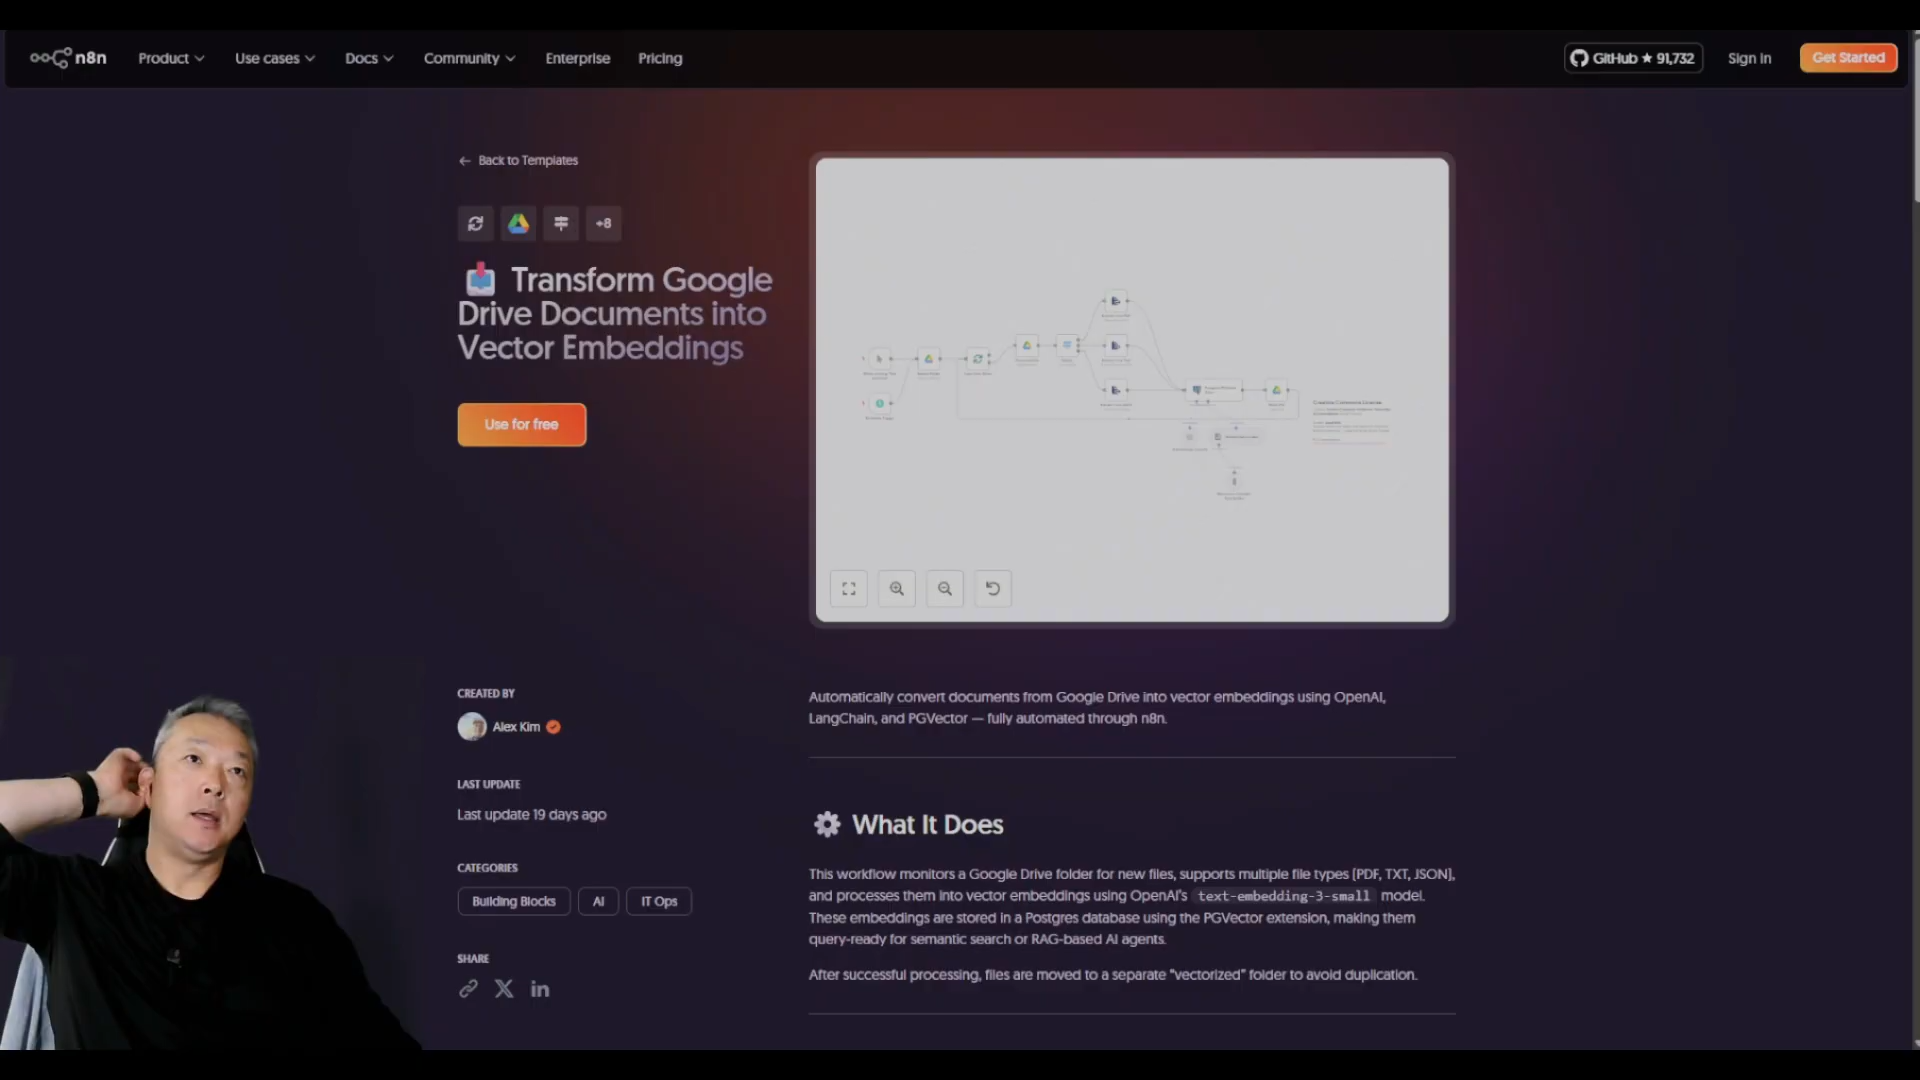 n8n
Product
Use cases
Docs
Community
Enterprise
Pricing
GitHub ★ 91,732
Sign in
Get Started
← Back to Templates
+8
Transform Google
Drive Documents into
Vector Embeddings
Use for free
CREATED BY
Alex Kim
LAST UPDATE
Last update 19 days ago
CATEGORIES
Building Blocks
AI
IT Ops
SHARE
Automatically convert documents from Google Drive into vector embeddings using OpenAI,
LangChain, and PGVector — fully automated through n8n.
What It Does
This workflow monitors a Google Drive folder for new files, supports multiple file types (PDF, TXT, JSON),
and processes them into vector embeddings using OpenAI's text-embedding-3-small model.
These embeddings are stored in a Postgres database using the PGVector extension, making them
query-ready for semantic search or RAG-based AI agents.
After successful processing, files are moved to a separate "vectorized" folder to avoid duplication.